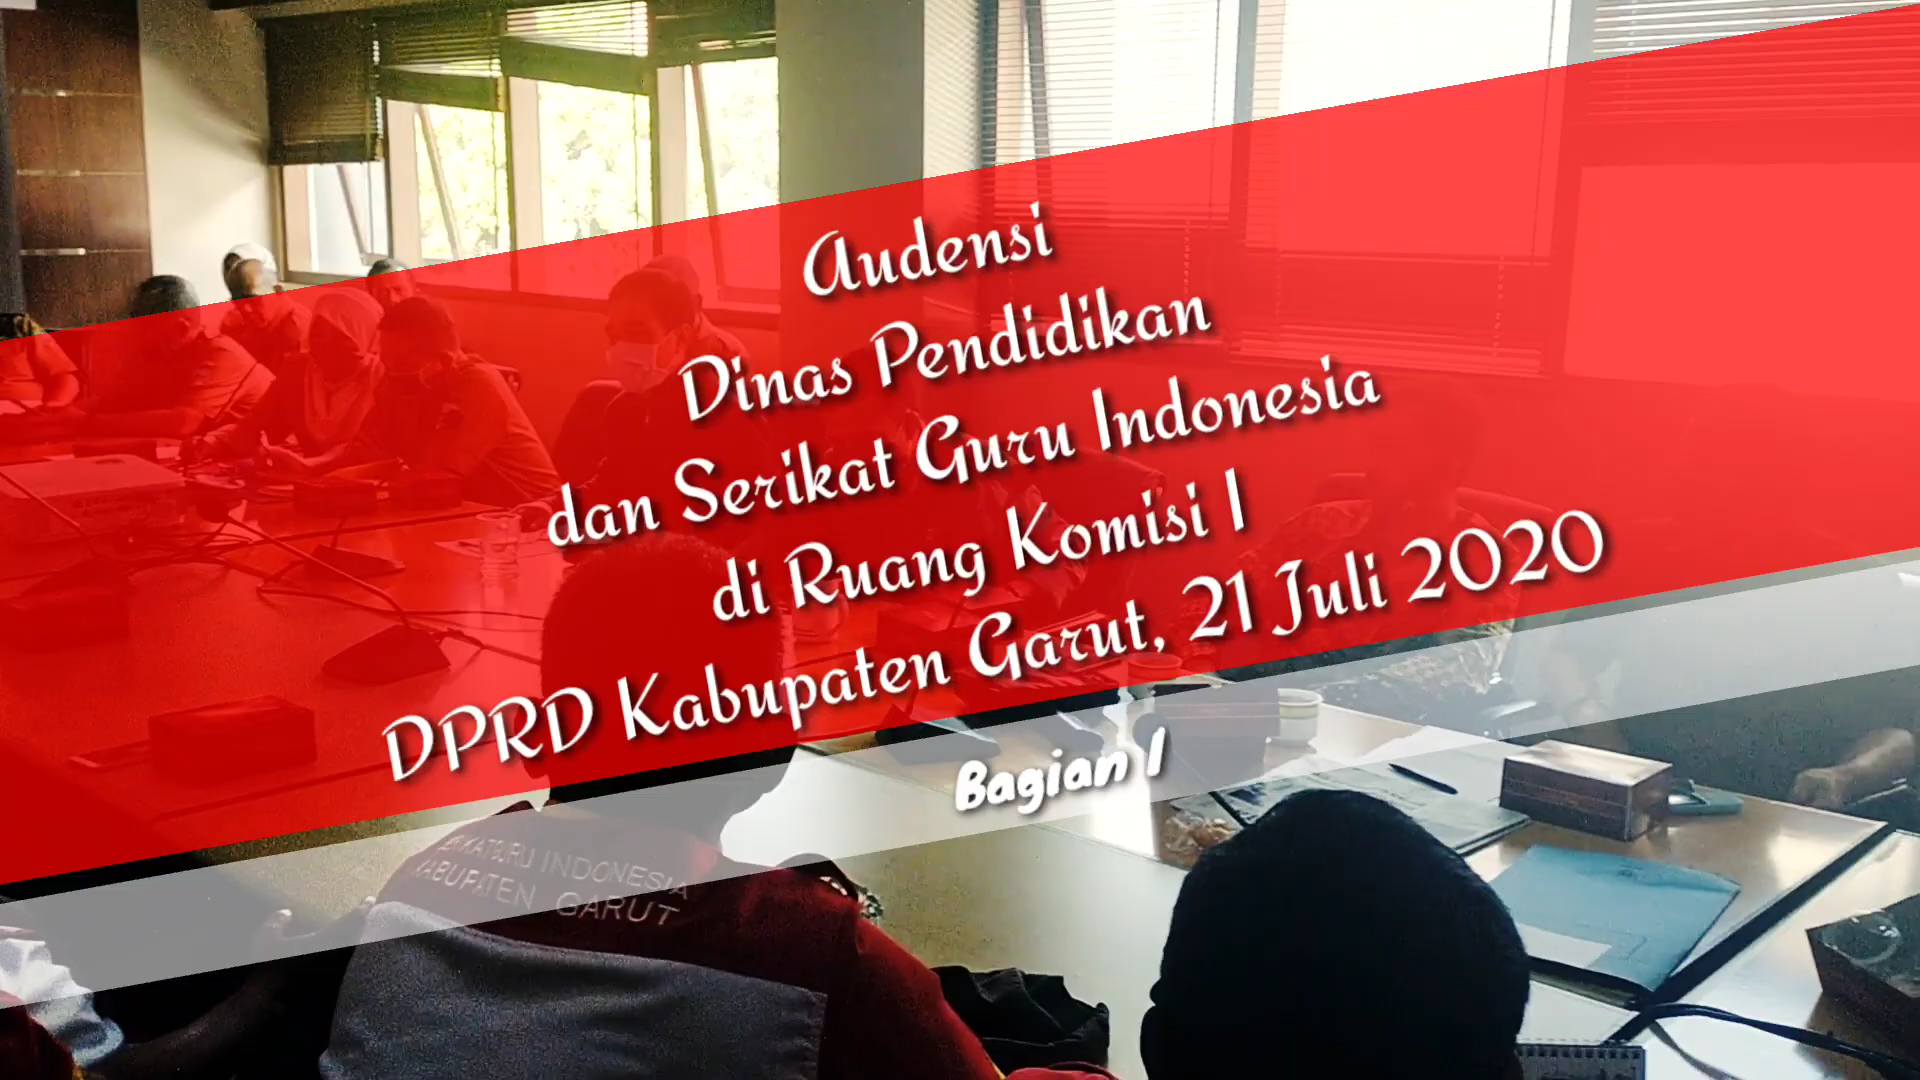 Audensi
Dinas Pendidikan
dan Serikat Guru Indonesia
di Ruang Komisi I
DPRD Kabupaten Garut, 21 Juli 2020
Bagian I
INDONESIA
KABUPATEN GARUT